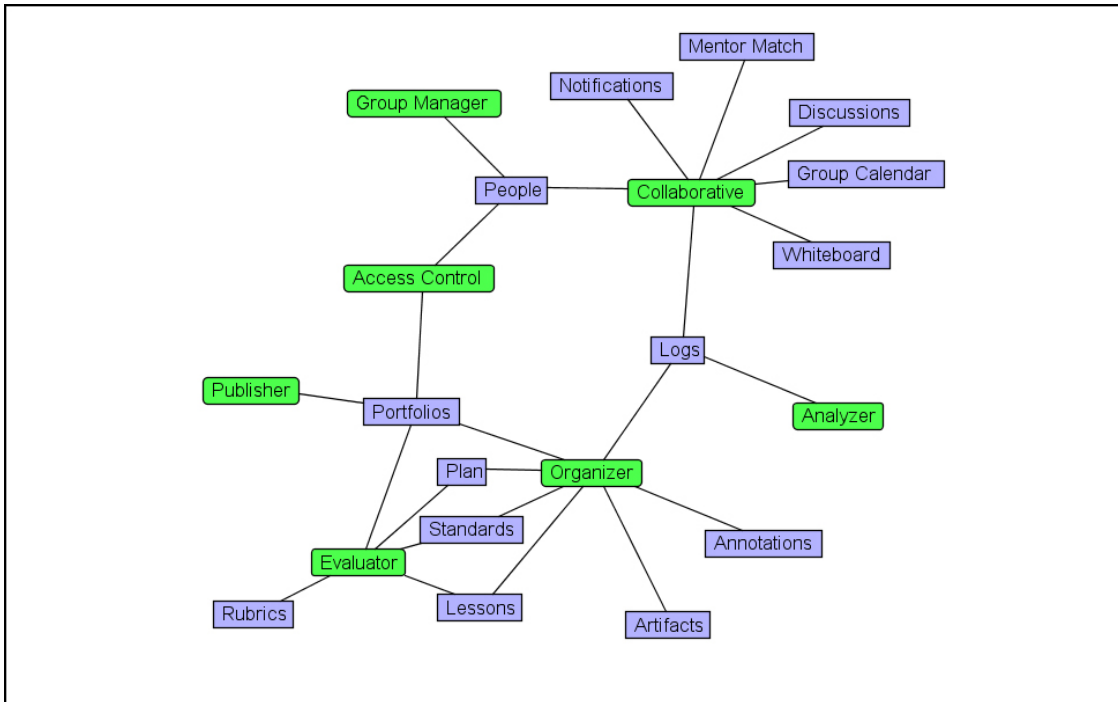 Mentor Match
Notifications
Group Manager
Discussions
Group Calendar
People
Collaborative
Whiteboard
Access Control
Logs
Publisher
Portfolios
Analyzer
Plan
Organizer
Standards
Annotations
Evaluator
Rubrics
Lessons
Artifacts